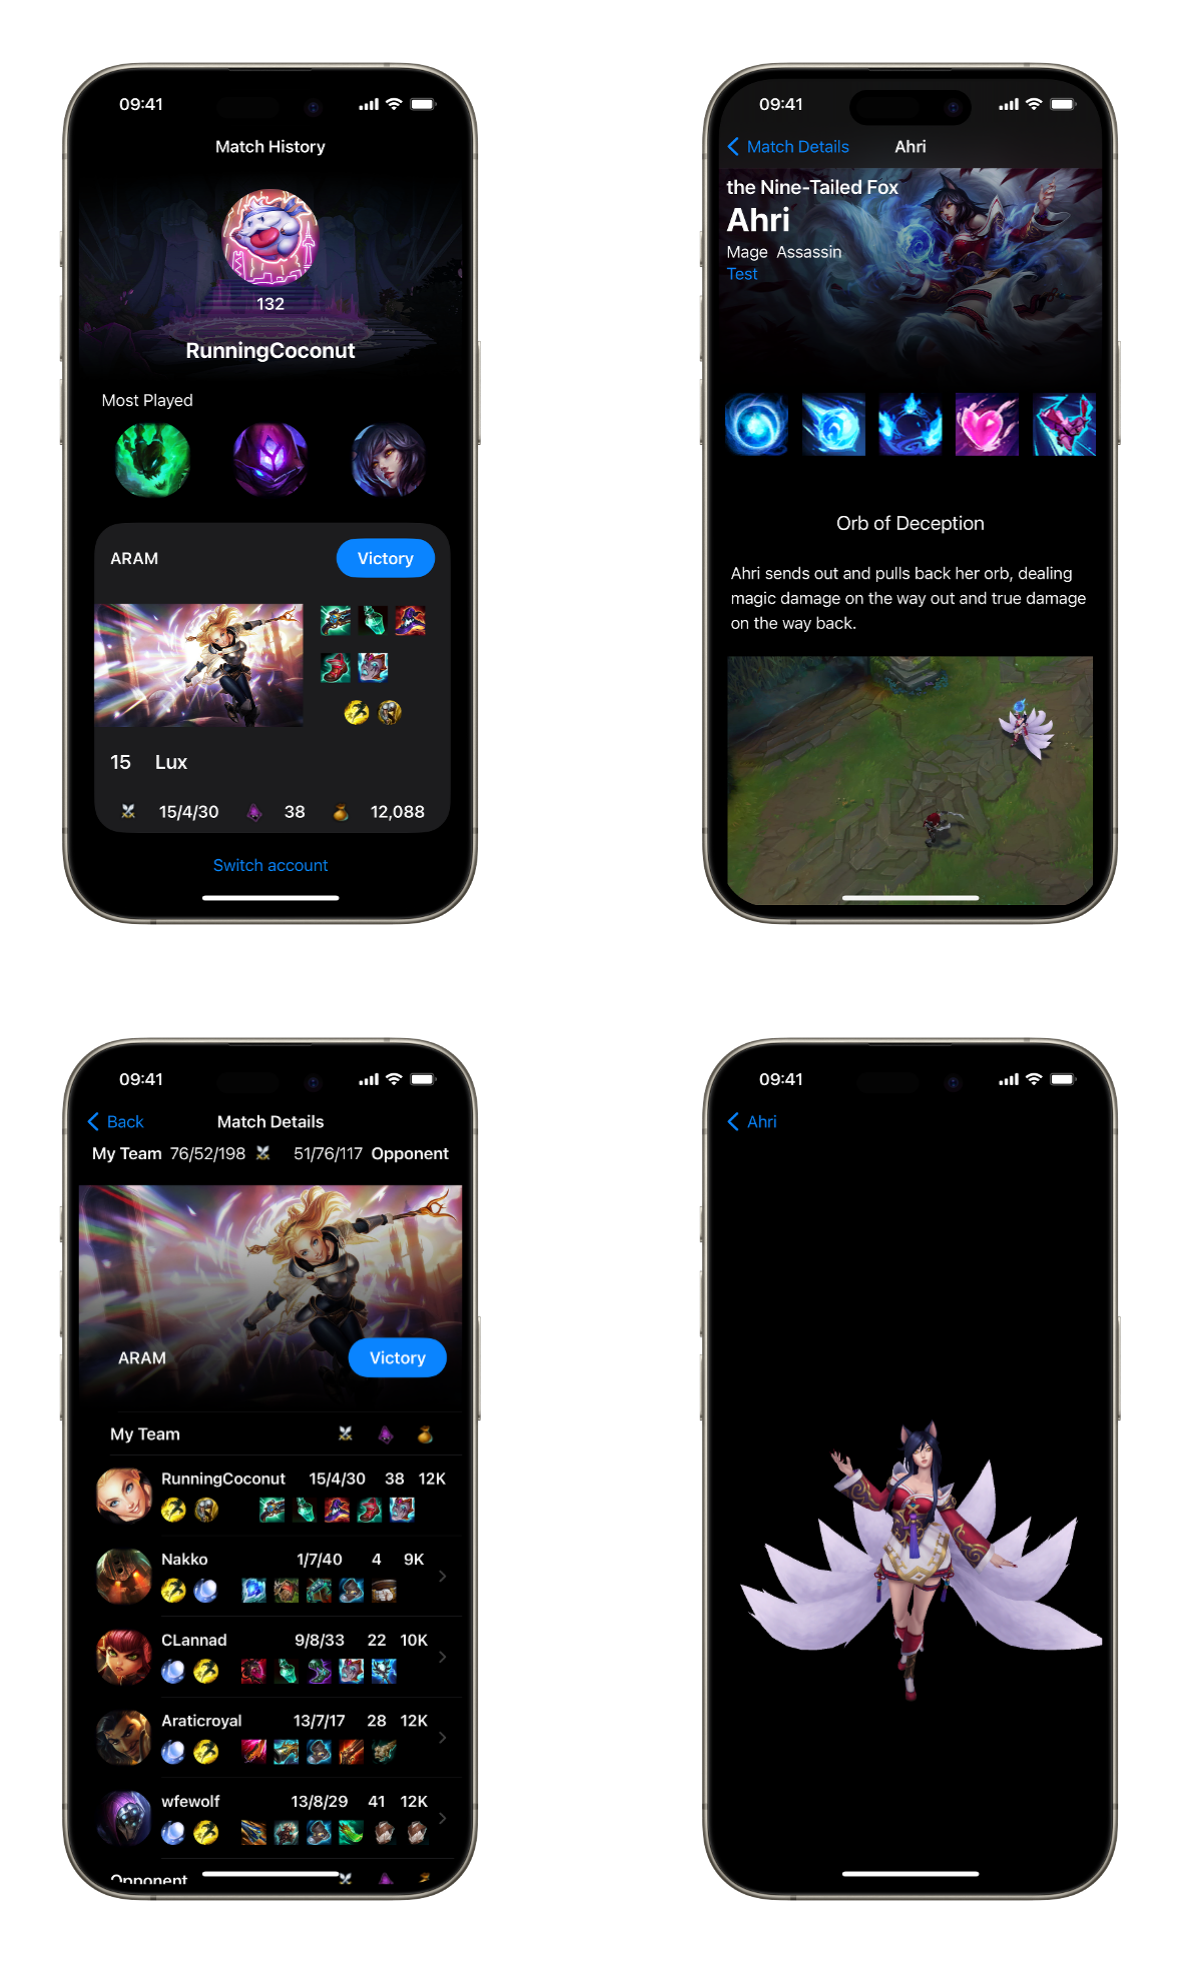 09:41
Match History
132
RunningCoconut
Most Played
ARAM Victory
15 Lux
15/4/30 38 12,088
Switch account
09:41
Match Details Ahri
the Nine-Tailed Fox
Ahri
Mage Assassin
Test
Orb of Deception
Ahri sends out and pulls back her orb, dealing
magic damage on the way out and true damage
on the way back.
09:41
Back Match Details
My Team 76/52/198 51/76/117 Opponent
ARAM Victory
My Team
RunningCoconut 15/4/30 38 12K
Nakko 1/7/40 4 9K
CLannad 9/8/33 22 10K
Araticroyal 13/7/17 28 12K
wfewolf 13/8/29 41 12K
Opponent
09:41
Ahri